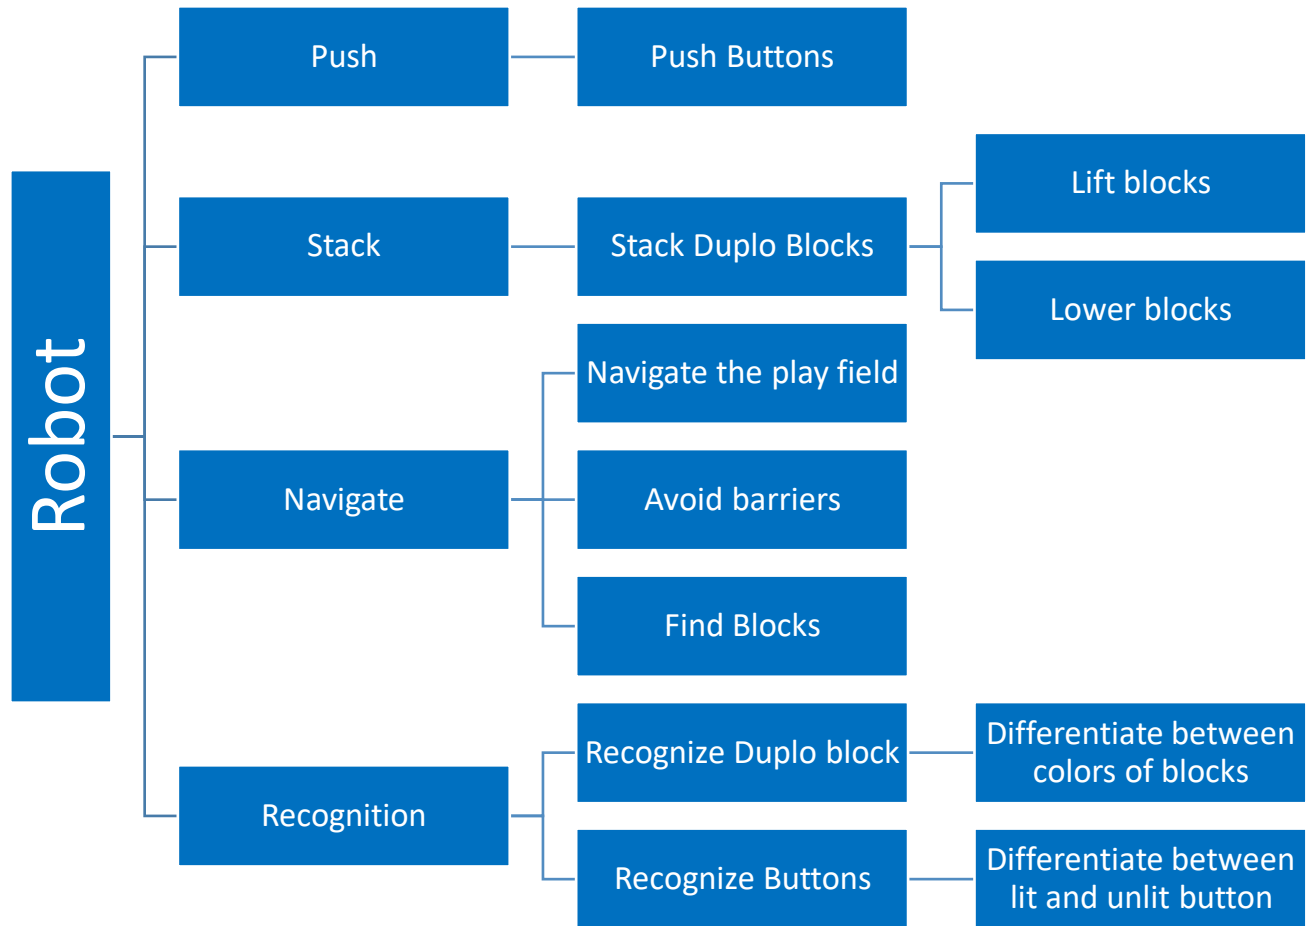 Robot
Push
Push Buttons
Stack
Stack Duplo Blocks
Lift blocks
Lower blocks
Navigate
Navigate the play field
Avoid barriers
Find Blocks
Recognition
Recognize Duplo block
Differentiate between
colors of blocks
Recognize Buttons
Differentiate between
lit and unlit button